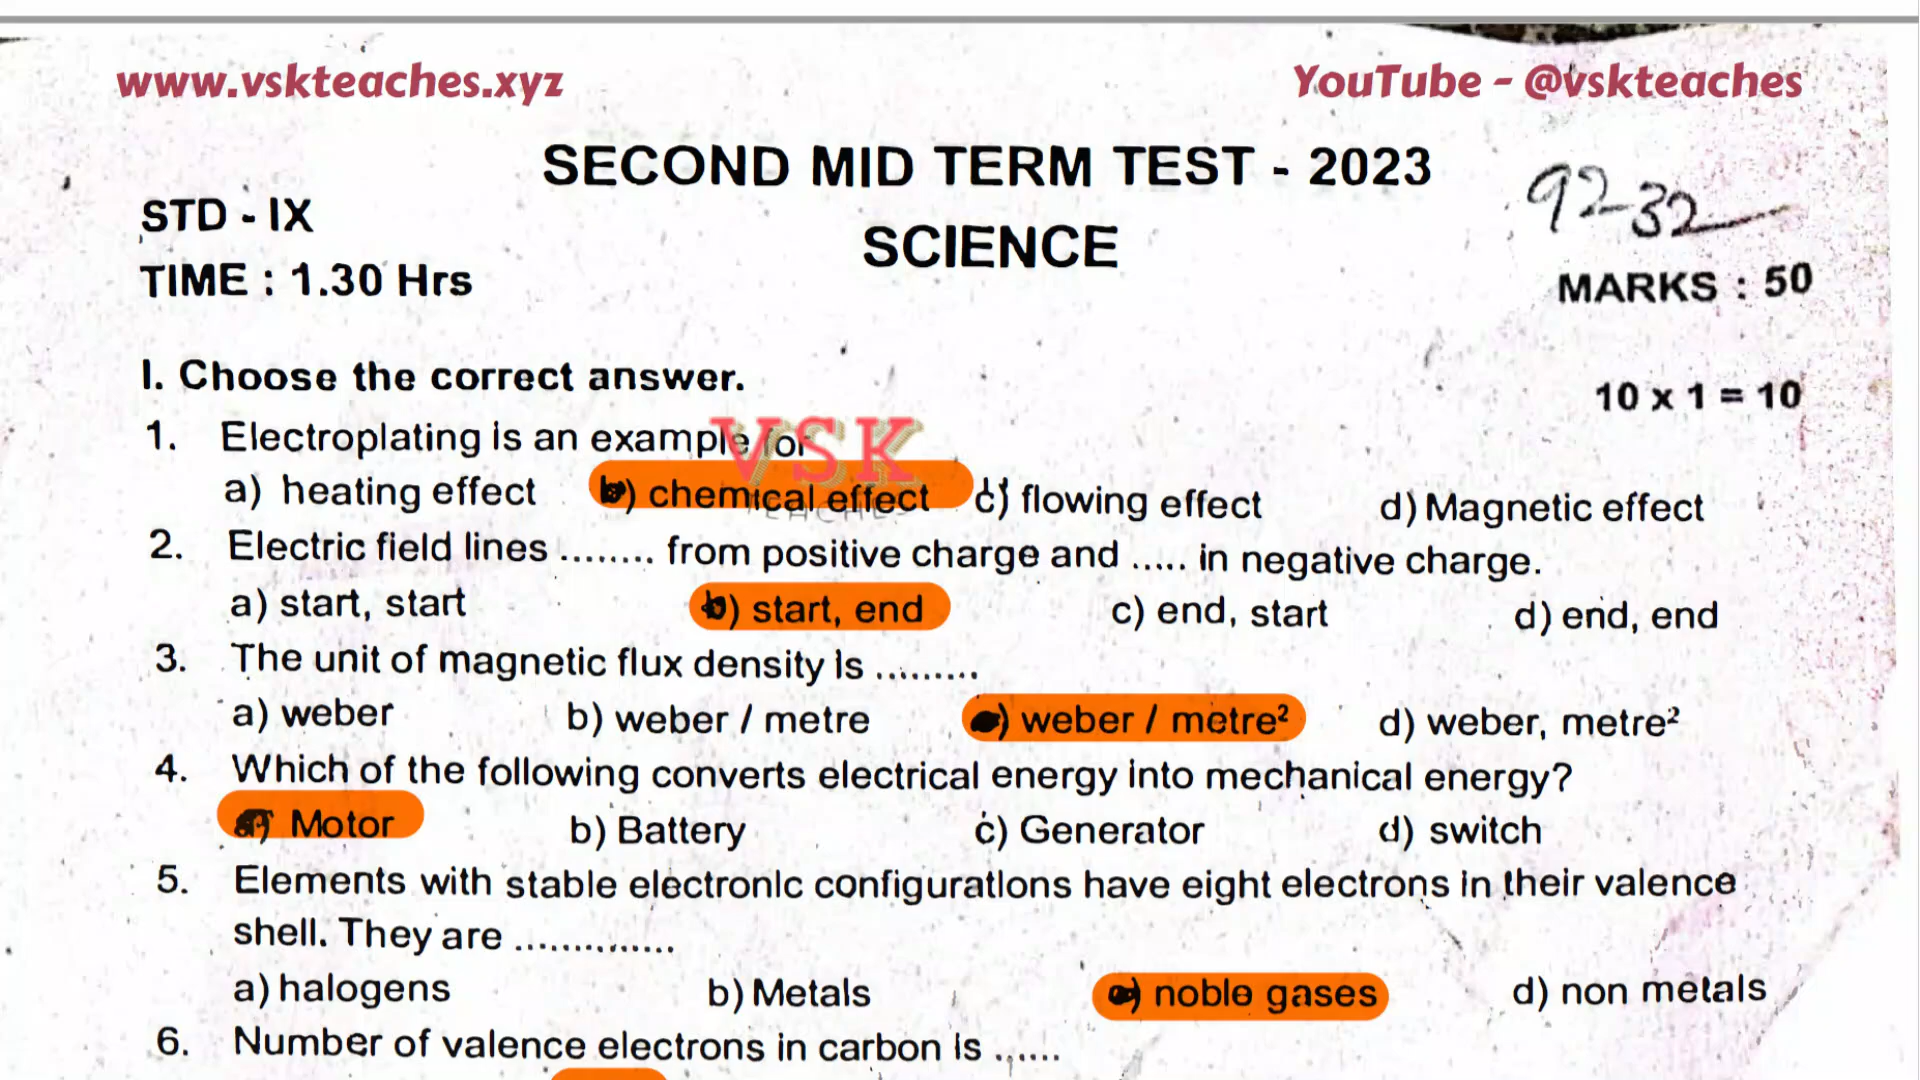 www.vskteaches.xyz YouTube - @vskteaches
SECOND MID TERM TEST - 2023
STD - IX
SCIENCE
9232
TIME : 1.30 Hrs
MARKS : 50
I. Choose the correct answer.
10 x 1 = 10
VSK
TEACHES
1. Electroplating is an example for
a) heating effect b) chemical effect c) flowing effect d) Magnetic effect
2. Electric field lines ........ from positive charge and ..... in negative charge.
a) start, start b) start, end c) end, start d) end, end
3. The unit of magnetic flux density is .........
a) weber b) weber / metre c) weber / metre² d) weber, metre²
4. Which of the following converts electrical energy into mechanical energy?
a) Motor b) Battery c) Generator d) switch
5. Elements with stable electronic configurations have eight electrons in their valence
shell. They are ..............
a) halogens b) Metals c) noble gases d) non metals
6. Number of valence electrons in carbon is ......